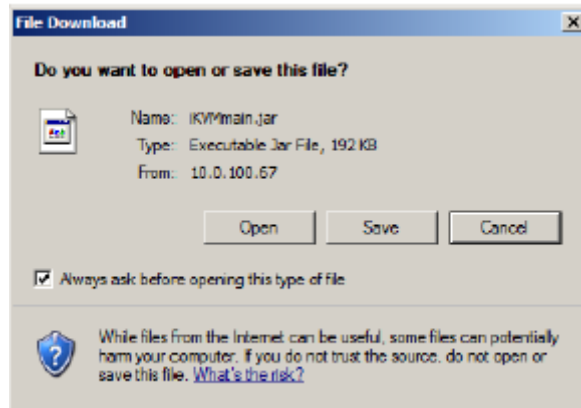 File Download
Do you want to open or save this file?
Name: iKVMmain.jar
Type: Executable Jar File, 192 KB
From: 10.0.100.67
Open Save Cancel
Always ask before opening this type of file
While files from the Internet can be useful, some files can potentially
harm your computer. If you do not trust the source, do not open or
save this file. What's the risk?